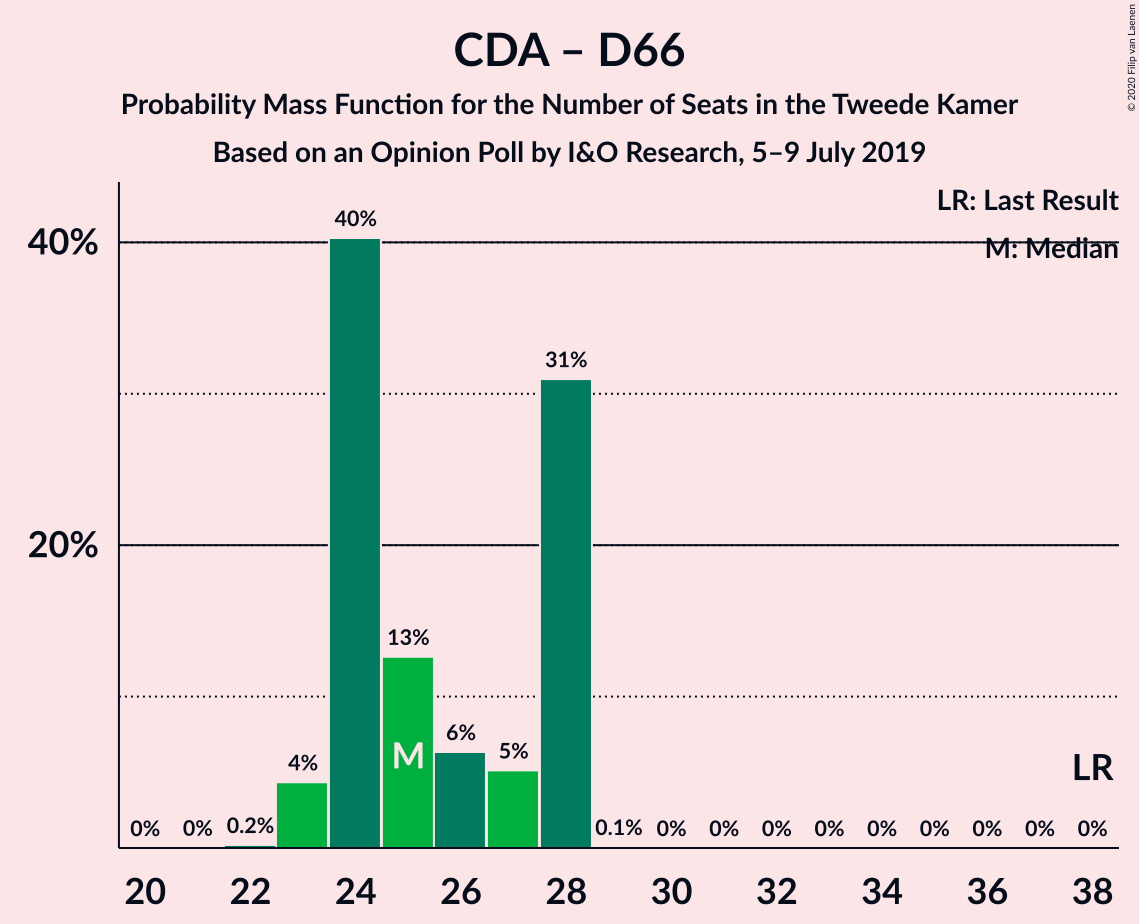 CDA – D66
Probability Mass Function for the Number of Seats in the Tweede Kamer
Based on an Opinion Poll by I&O Research, 5–9 July 2019
© 2020 Filip van Laenen
LR: Last Result
M: Median
40%
20%
0% 0% 0.2% 4% 40% 13% 6% 5% 31% 0.1% 0% 0% 0% 0% 0% 0% 0% 0% 0%
M
LR
20 22 24 26 28 30 32 34 36 38